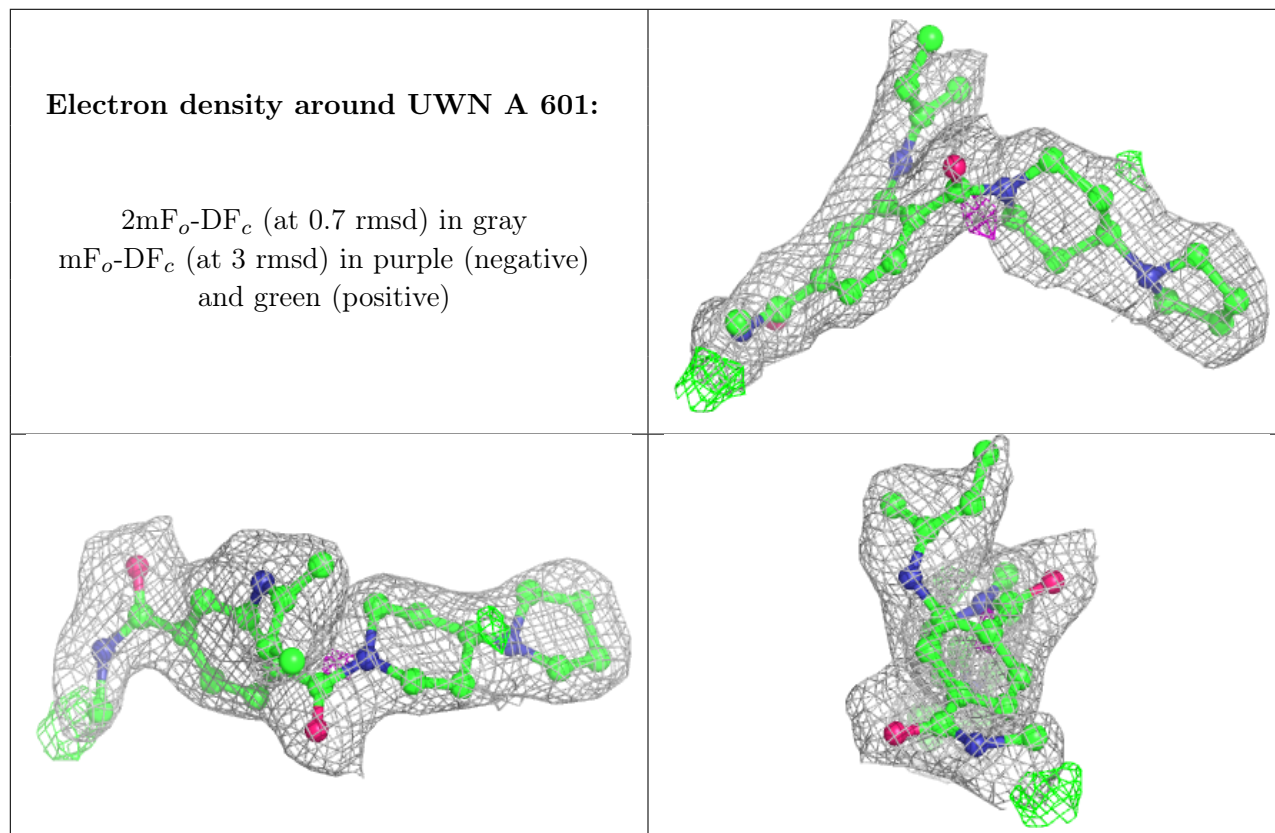 Electron density around UWN A 601:
2mFₒ-DF𝒸 (at 0.7 rmsd) in gray
mFₒ-DF𝒸 (at 3 rmsd) in purple (negative)
and green (positive)